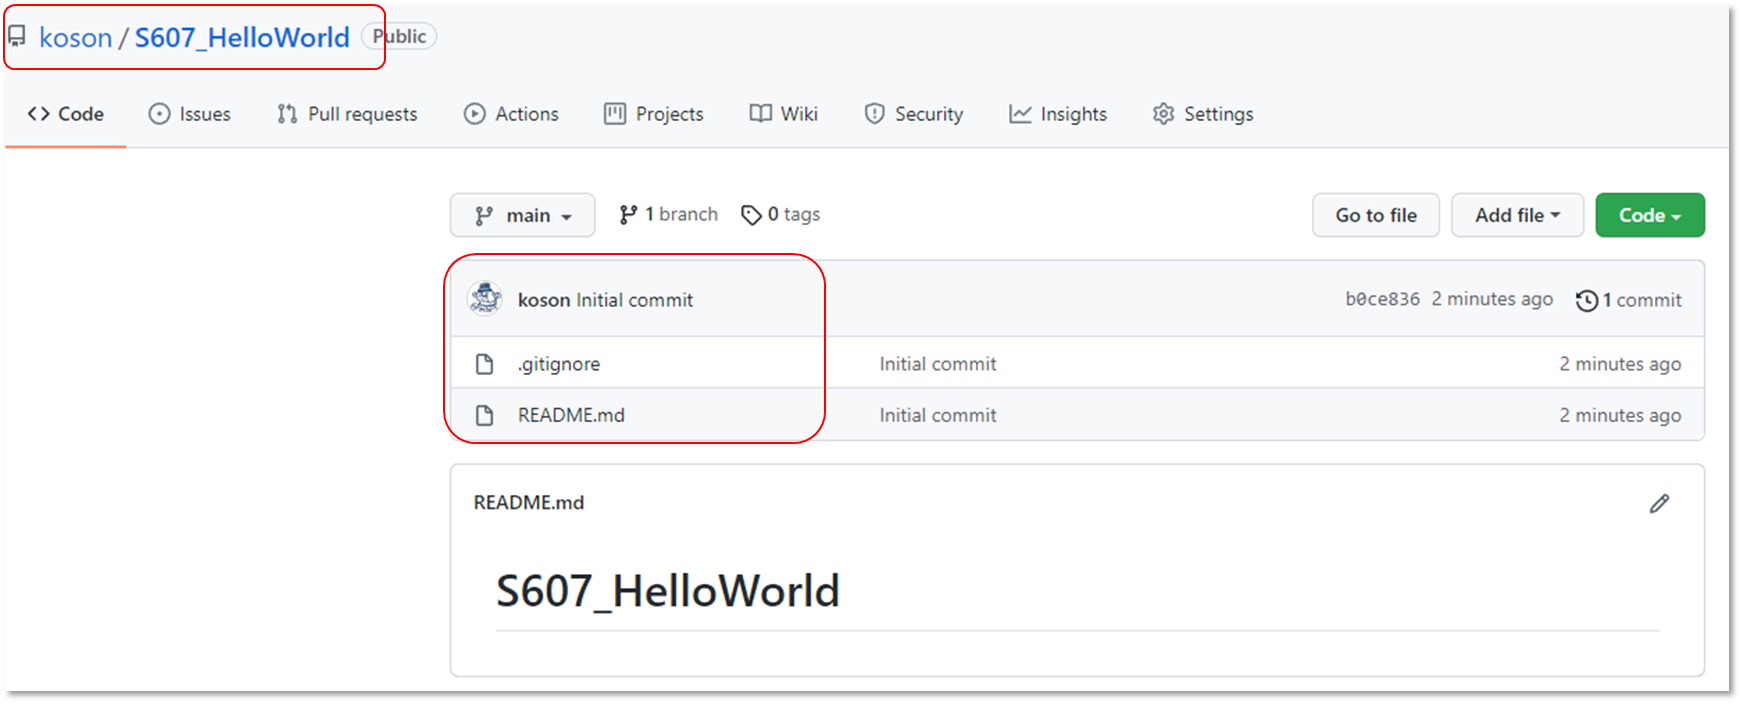 koson / S607_HelloWorld Public
Code Issues Pull requests Actions Projects Wiki Security Insights Settings
main 1 branch 0 tags Go to file Add file Code
koson Initial commit b0ce836 2 minutes ago 1 commit
.gitignore Initial commit 2 minutes ago
README.md Initial commit 2 minutes ago
README.md
S607_HelloWorld